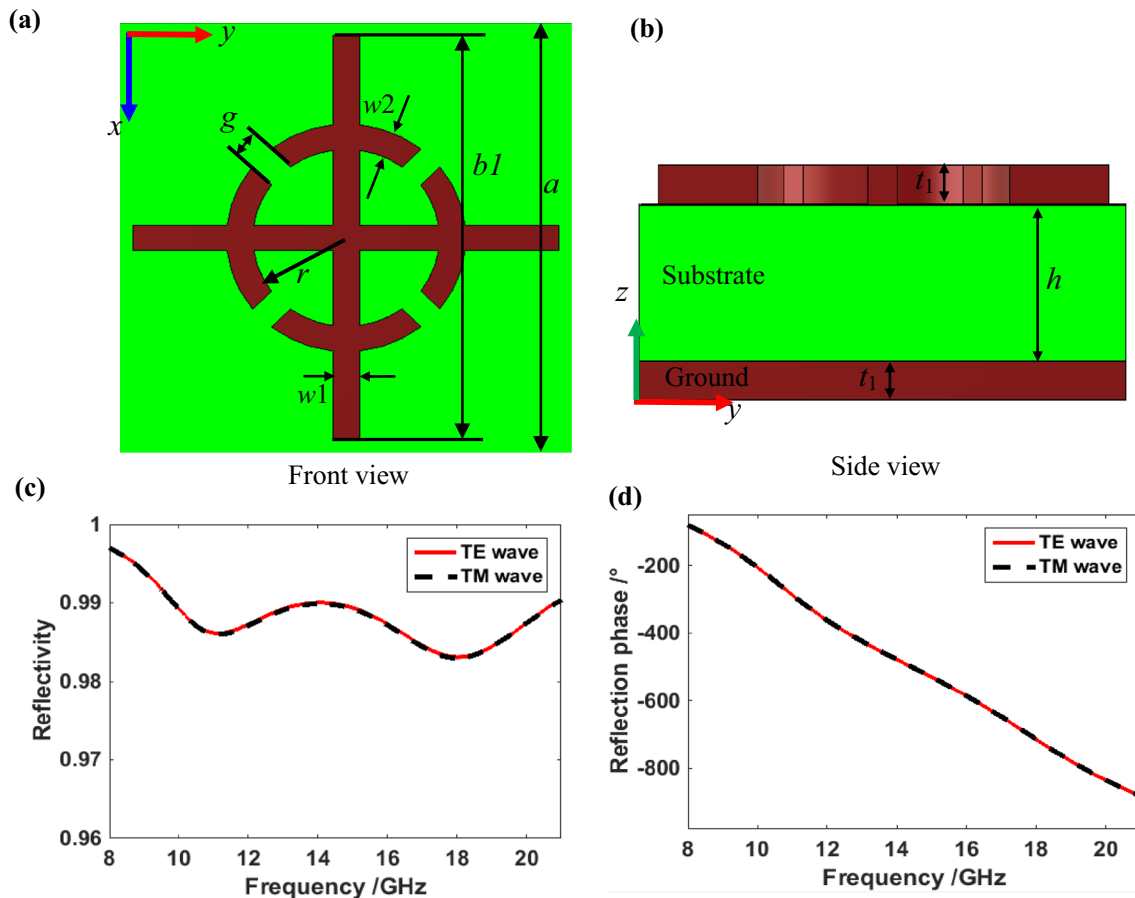 (a)
y
x
g
w2
b1
a
r
w1
Front view
(b)
t1
Substrate
h
z
Ground
t1
y
Side view
(c)
1
0.99
0.98
0.97
0.96
Reflectivity
TE wave
TM wave
8 10 12 14 16 18 20
Frequency /GHz
(d)
-200
-400
-600
-800
Reflection phase /°
TE wave
TM wave
8 10 12 14 16 18 20
Frequency /GHz